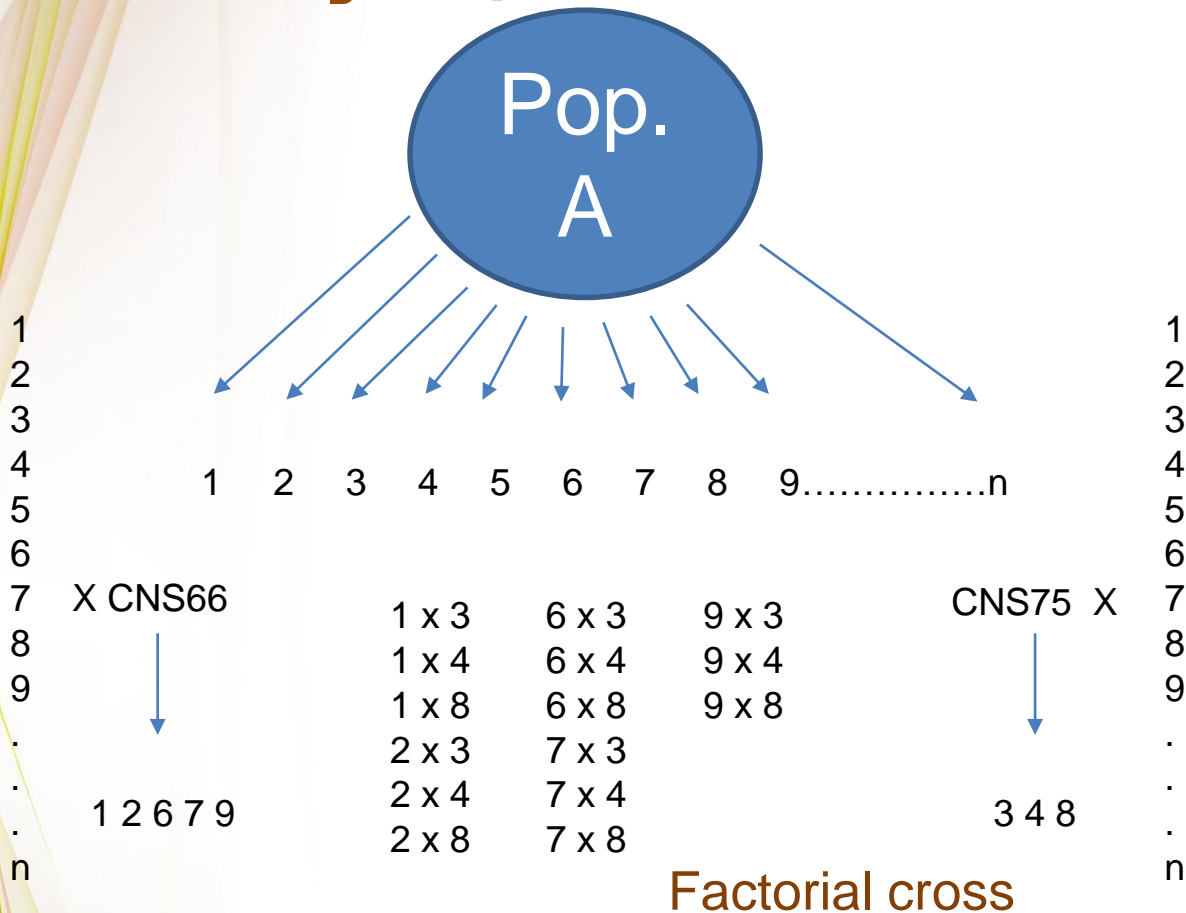 Pop.
A
1
2
3
4
5
6
7
8
9
.
.
.
n
1 2 3 4 5 6 7 8 9……………n
X CNS66
1 2 6 7 9
1 x 3
1 x 4
1 x 8
2 x 3
2 x 4
2 x 8
6 x 3
6 x 4
6 x 8
7 x 3
7 x 4
7 x 8
9 x 3
9 x 4
9 x 8
CNS75 X
3 4 8
1
2
3
4
5
6
7
8
9
.
.
.
n
Factorial cross